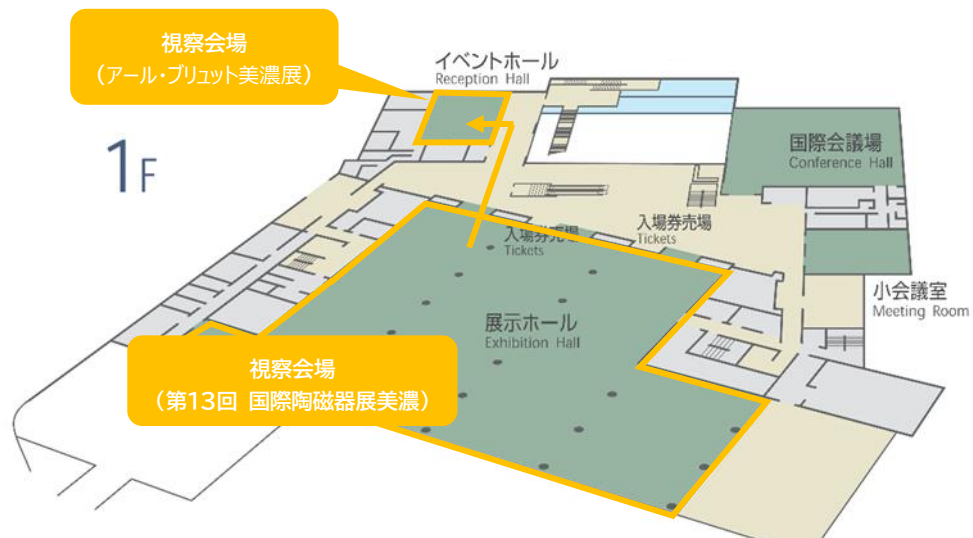 視察会場
（アール・ブリュット美濃展）
イベントホール
Reception Hall
1F
国際会議場
Conference Hall
入場券売場
Tickets
入場券売場
Tickets
小会議室
Meeting Room
展示ホール
Exhibition Hall
視察会場
（第13回 国際陶磁器展美濃）